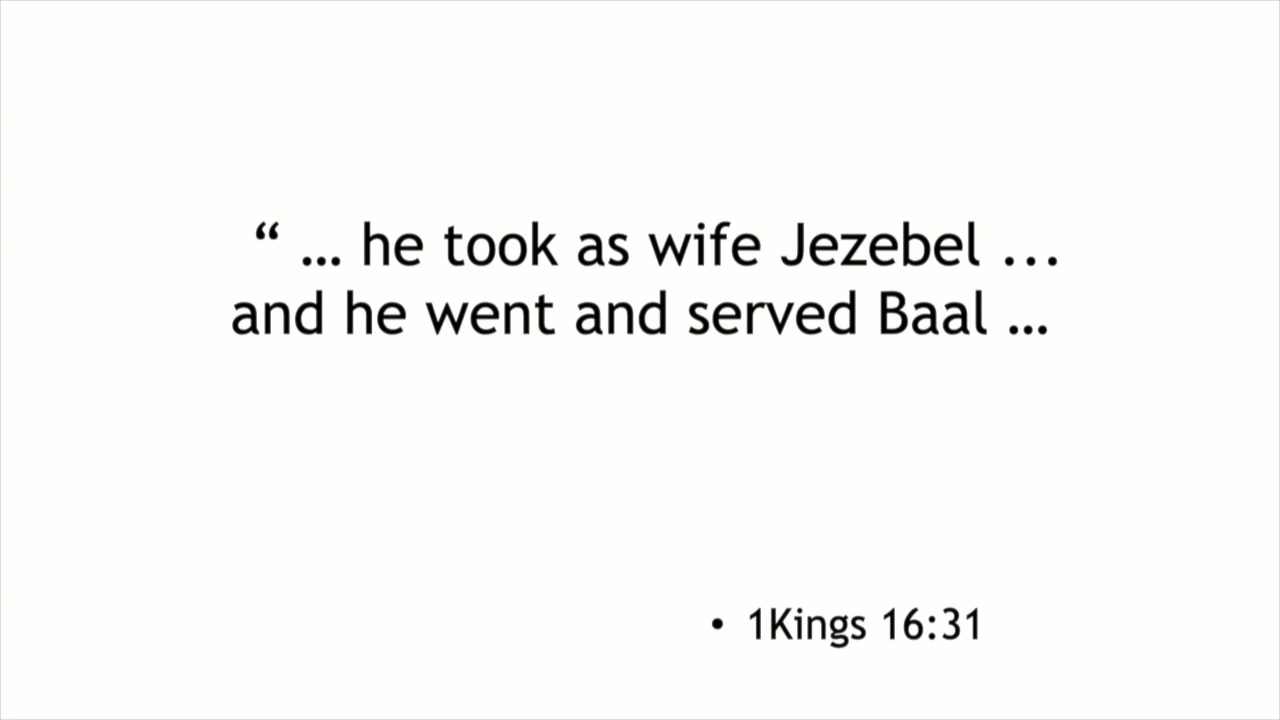 “ … he took as wife Jezebel ...
and he went and served Baal …
• 1Kings 16:31